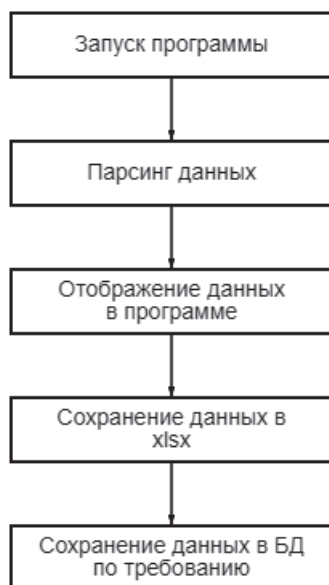 Запуск программы
Парсинг данных
Отображение данных
в программе
Сохранение данных в
xlsx
Сохранение данных в БД
по требованию